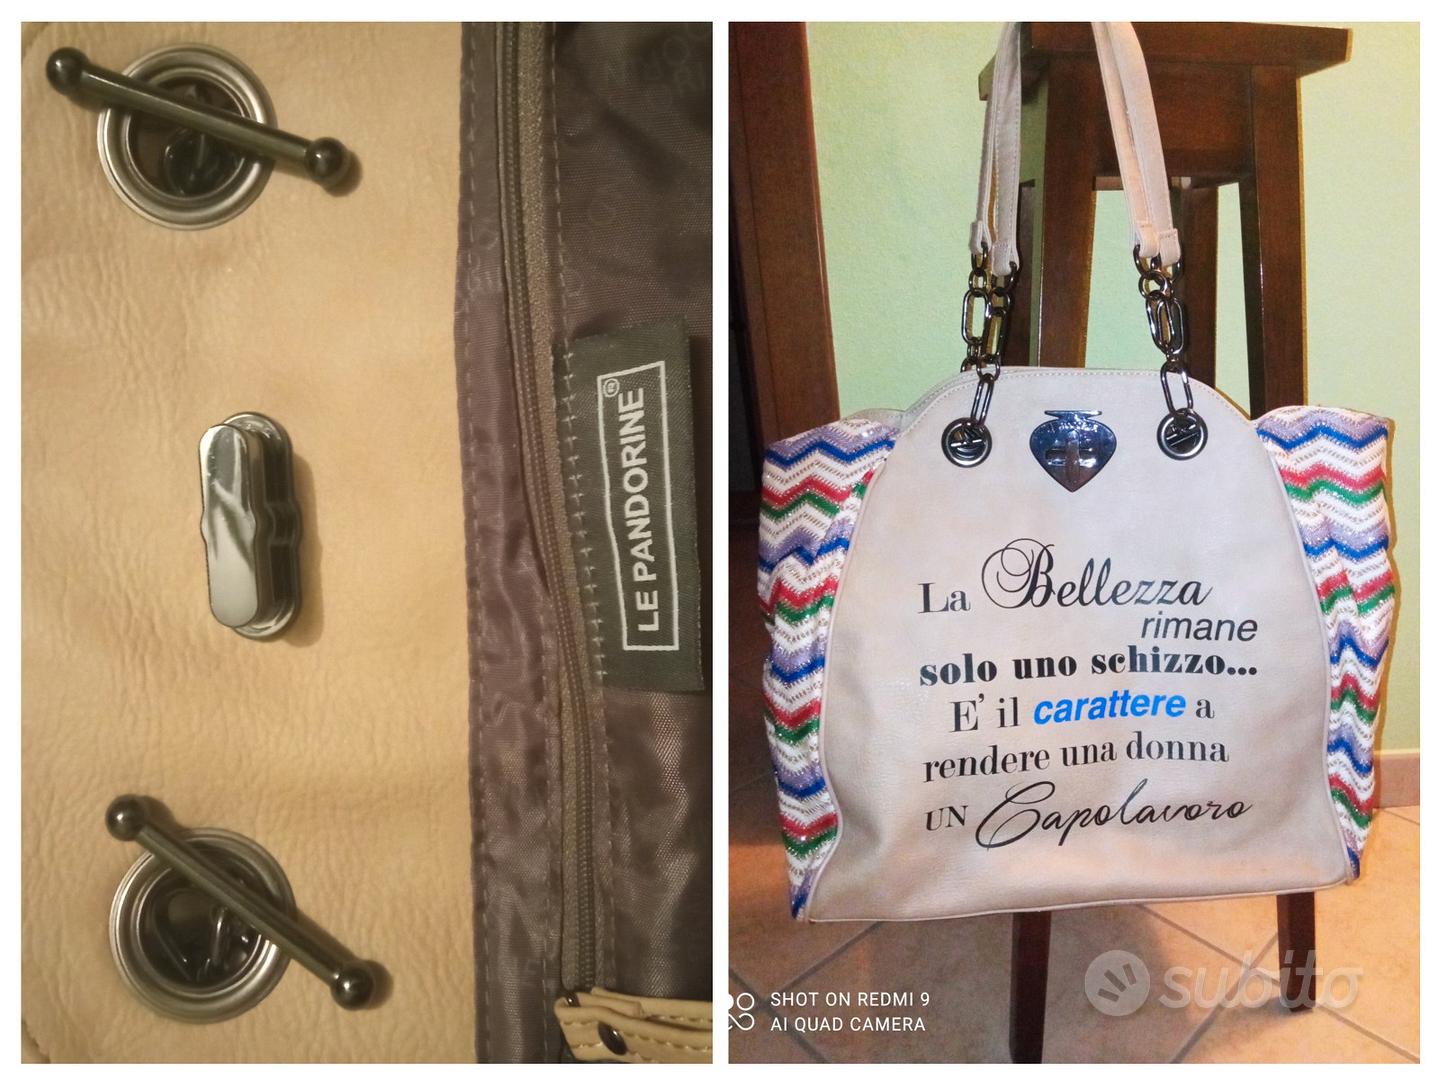 LE PANDORINE®
La Bellezza
rimane
solo uno schizzo...
E' il carattere a
rendere una donna
UN Capolavoro
SHOT ON REDMI 9
AI QUAD CAMERA
subito